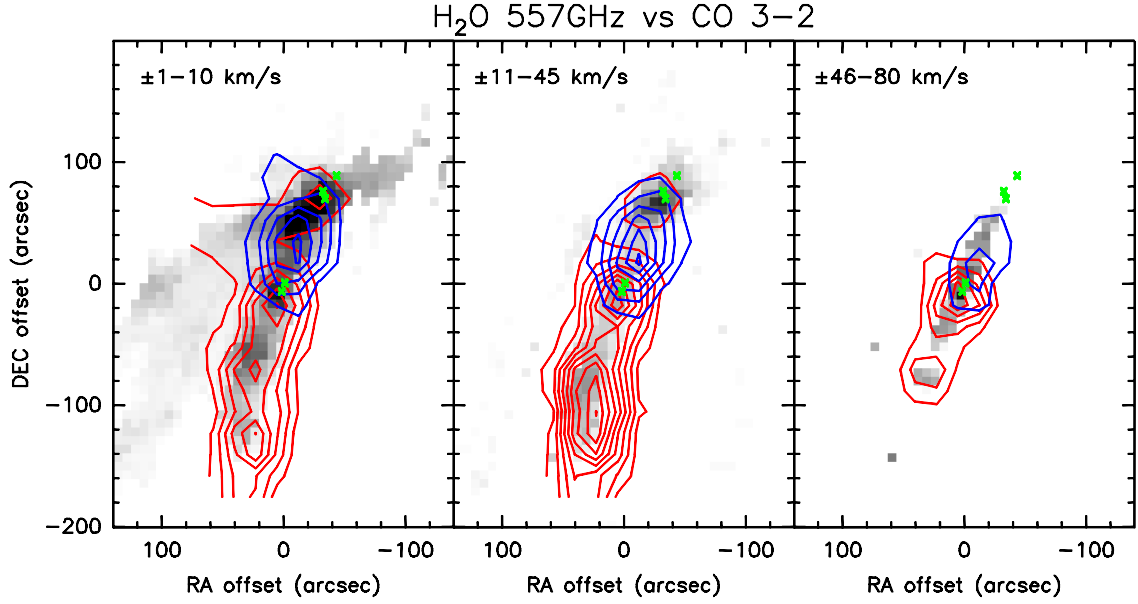 H₂O 557GHz vs CO 3−2
±1−10 km/s
±11−45 km/s
±46−80 km/s
DEC offset (arcsec)
100
0
−100
−200
100 0 −100
100 0 −100
100 0 −100
RA offset (arcsec)
RA offset (arcsec)
RA offset (arcsec)